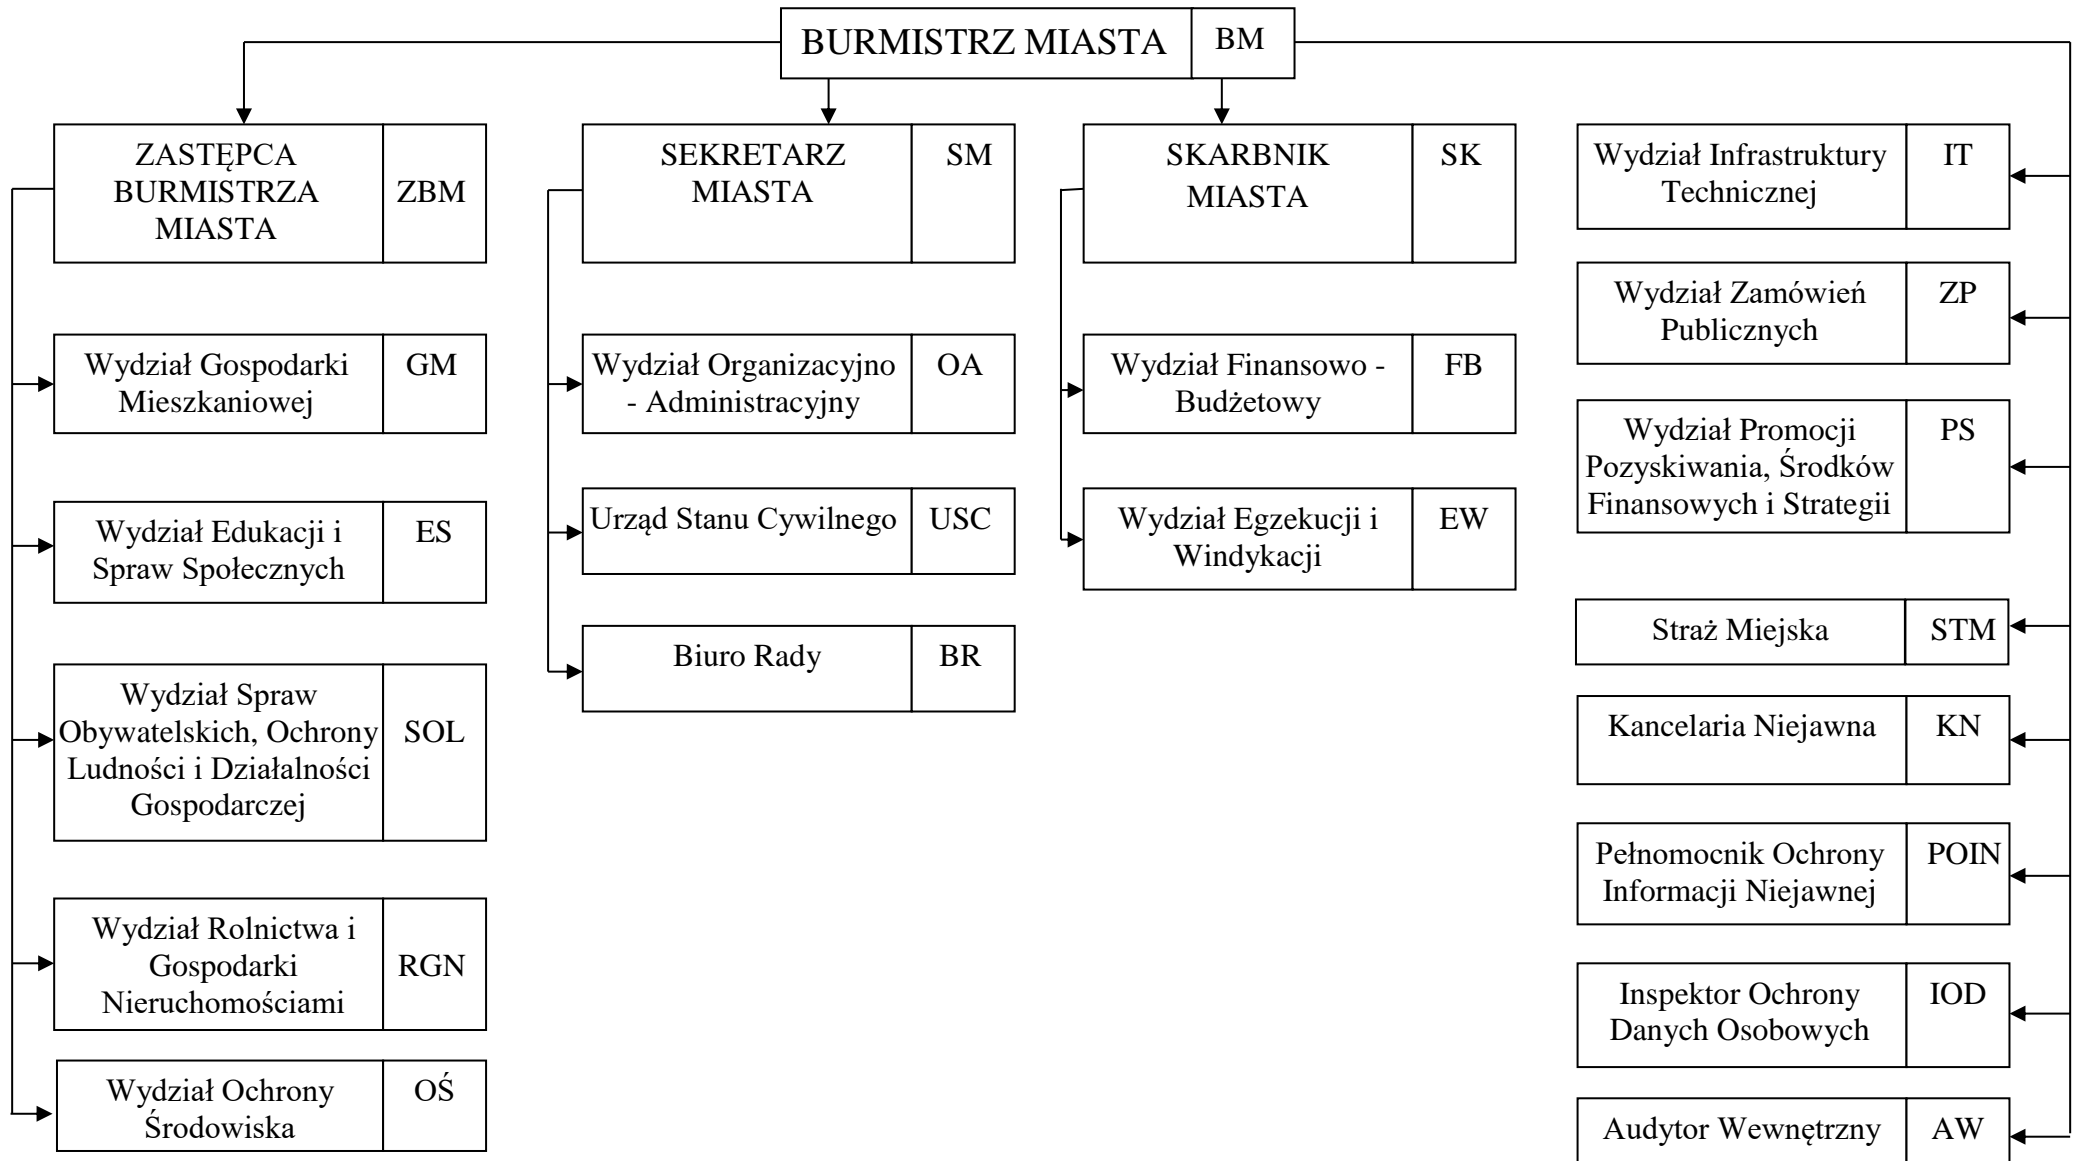 BURMISTRZ MIASTA BM
ZASTĘPCA
BURMISTRZA
MIASTA
ZBM
Wydział Gospodarki
Mieszkaniowej
GM
Wydział Edukacji i
Spraw Społecznych
ES
Wydział Spraw
Obywatelskich, Ochrony
Ludności i Działalności
Gospodarczej
SOL
Wydział Rolnictwa i
Gospodarki
Nieruchomościami
RGN
Wydział Ochrony
Środowiska
OŚ
SEKRETARZ
MIASTA
SM
Wydział Organizacyjno
- Administracyjny
OA
Urząd Stanu Cywilnego USC
Biuro Rady BR
SKARBNIK
MIASTA
SK
Wydział Finansowo -
Budżetowy
FB
Wydział Egzekucji i
Windykacji
EW
Wydział Infrastruktury
Technicznej
IT
Wydział Zamówień
Publicznych
ZP
Wydział Promocji
Pozyskiwania, Środków
Finansowych i Strategii
PS
Straż Miejska STM
Kancelaria Niejawna KN
Pełnomocnik Ochrony
Informacji Niejawnej
POIN
Inspektor Ochrony
Danych Osobowych
IOD
Audytor Wewnętrzny AW